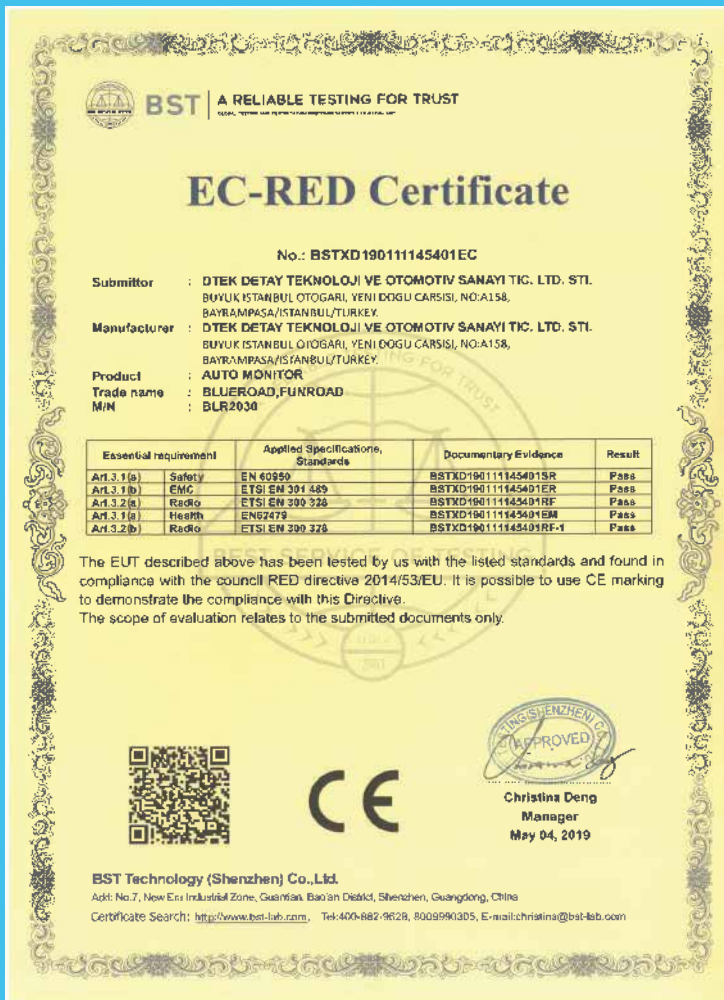 BST
A RELIABLE TESTING FOR TRUST
EC-RED Certificate
No.: BSTXD190111145401EC
Submittor : DTEK DETAY TEKNOLOJI VE OTOMOTIV SANAYI TIC. LTD. STI.
BUYUK ISTANBUL OTOGARI, YENI DOGU CARSISI, NO:A158,
BAYRAMPASA/ISTANBUL/TURKEY.
Manufacturer : DTEK DETAY TEKNOLOJI VE OTOMOTIV SANAYI TIC. LTD. STI.
BUYUK ISTANBUL OTOGARI, YENI DOGU CARSISI, NO:A158,
BAYRAMPASA/ISTANBUL/TURKEY.
Product : AUTO MONITOR
Trade name : BLUEROAD,FUNROAD
M/N : BLR2030
Essential requirement Applied Specifications, Standards Documentary Evidence Result
Art.3.1(a) Safety EN 60950 BSTXD190111145401SR Pass
Art.3.1(b) EMC ETSI EN 301 489 BSTXD190111145401ER Pass
Art.3.2(a) Radio ETSI EN 300 328 BSTXD190111145401RF Pass
Art.3.1(a) Health EN62479 BSTXD190111145401EM Pass
Art.3.2(b) Radio ETSI EN 300 328 BSTXD190111145401RF-1 Pass
BEST SERVICE OF TESTING
The EUT described above has been tested by us with the listed standards and found in
compliance with the council RED directive 2014/53/EU. It is possible to use CE marking
to demonstrate the compliance with this Directive.
The scope of evaluation relates to the submitted documents only.
APPROVED
CE
Christina Deng
Manager
May 04, 2019
BST Technology (Shenzhen) Co.,Ltd.
Add: No.7, New Era Industrial Zone, Guantian, Bao'an District, Shenzhen, Guangdong, China
Certificate Search: http://www.bst-lab.com, Tel:400-882-9628, 8009990305, E-mail:christina@bst-lab.com